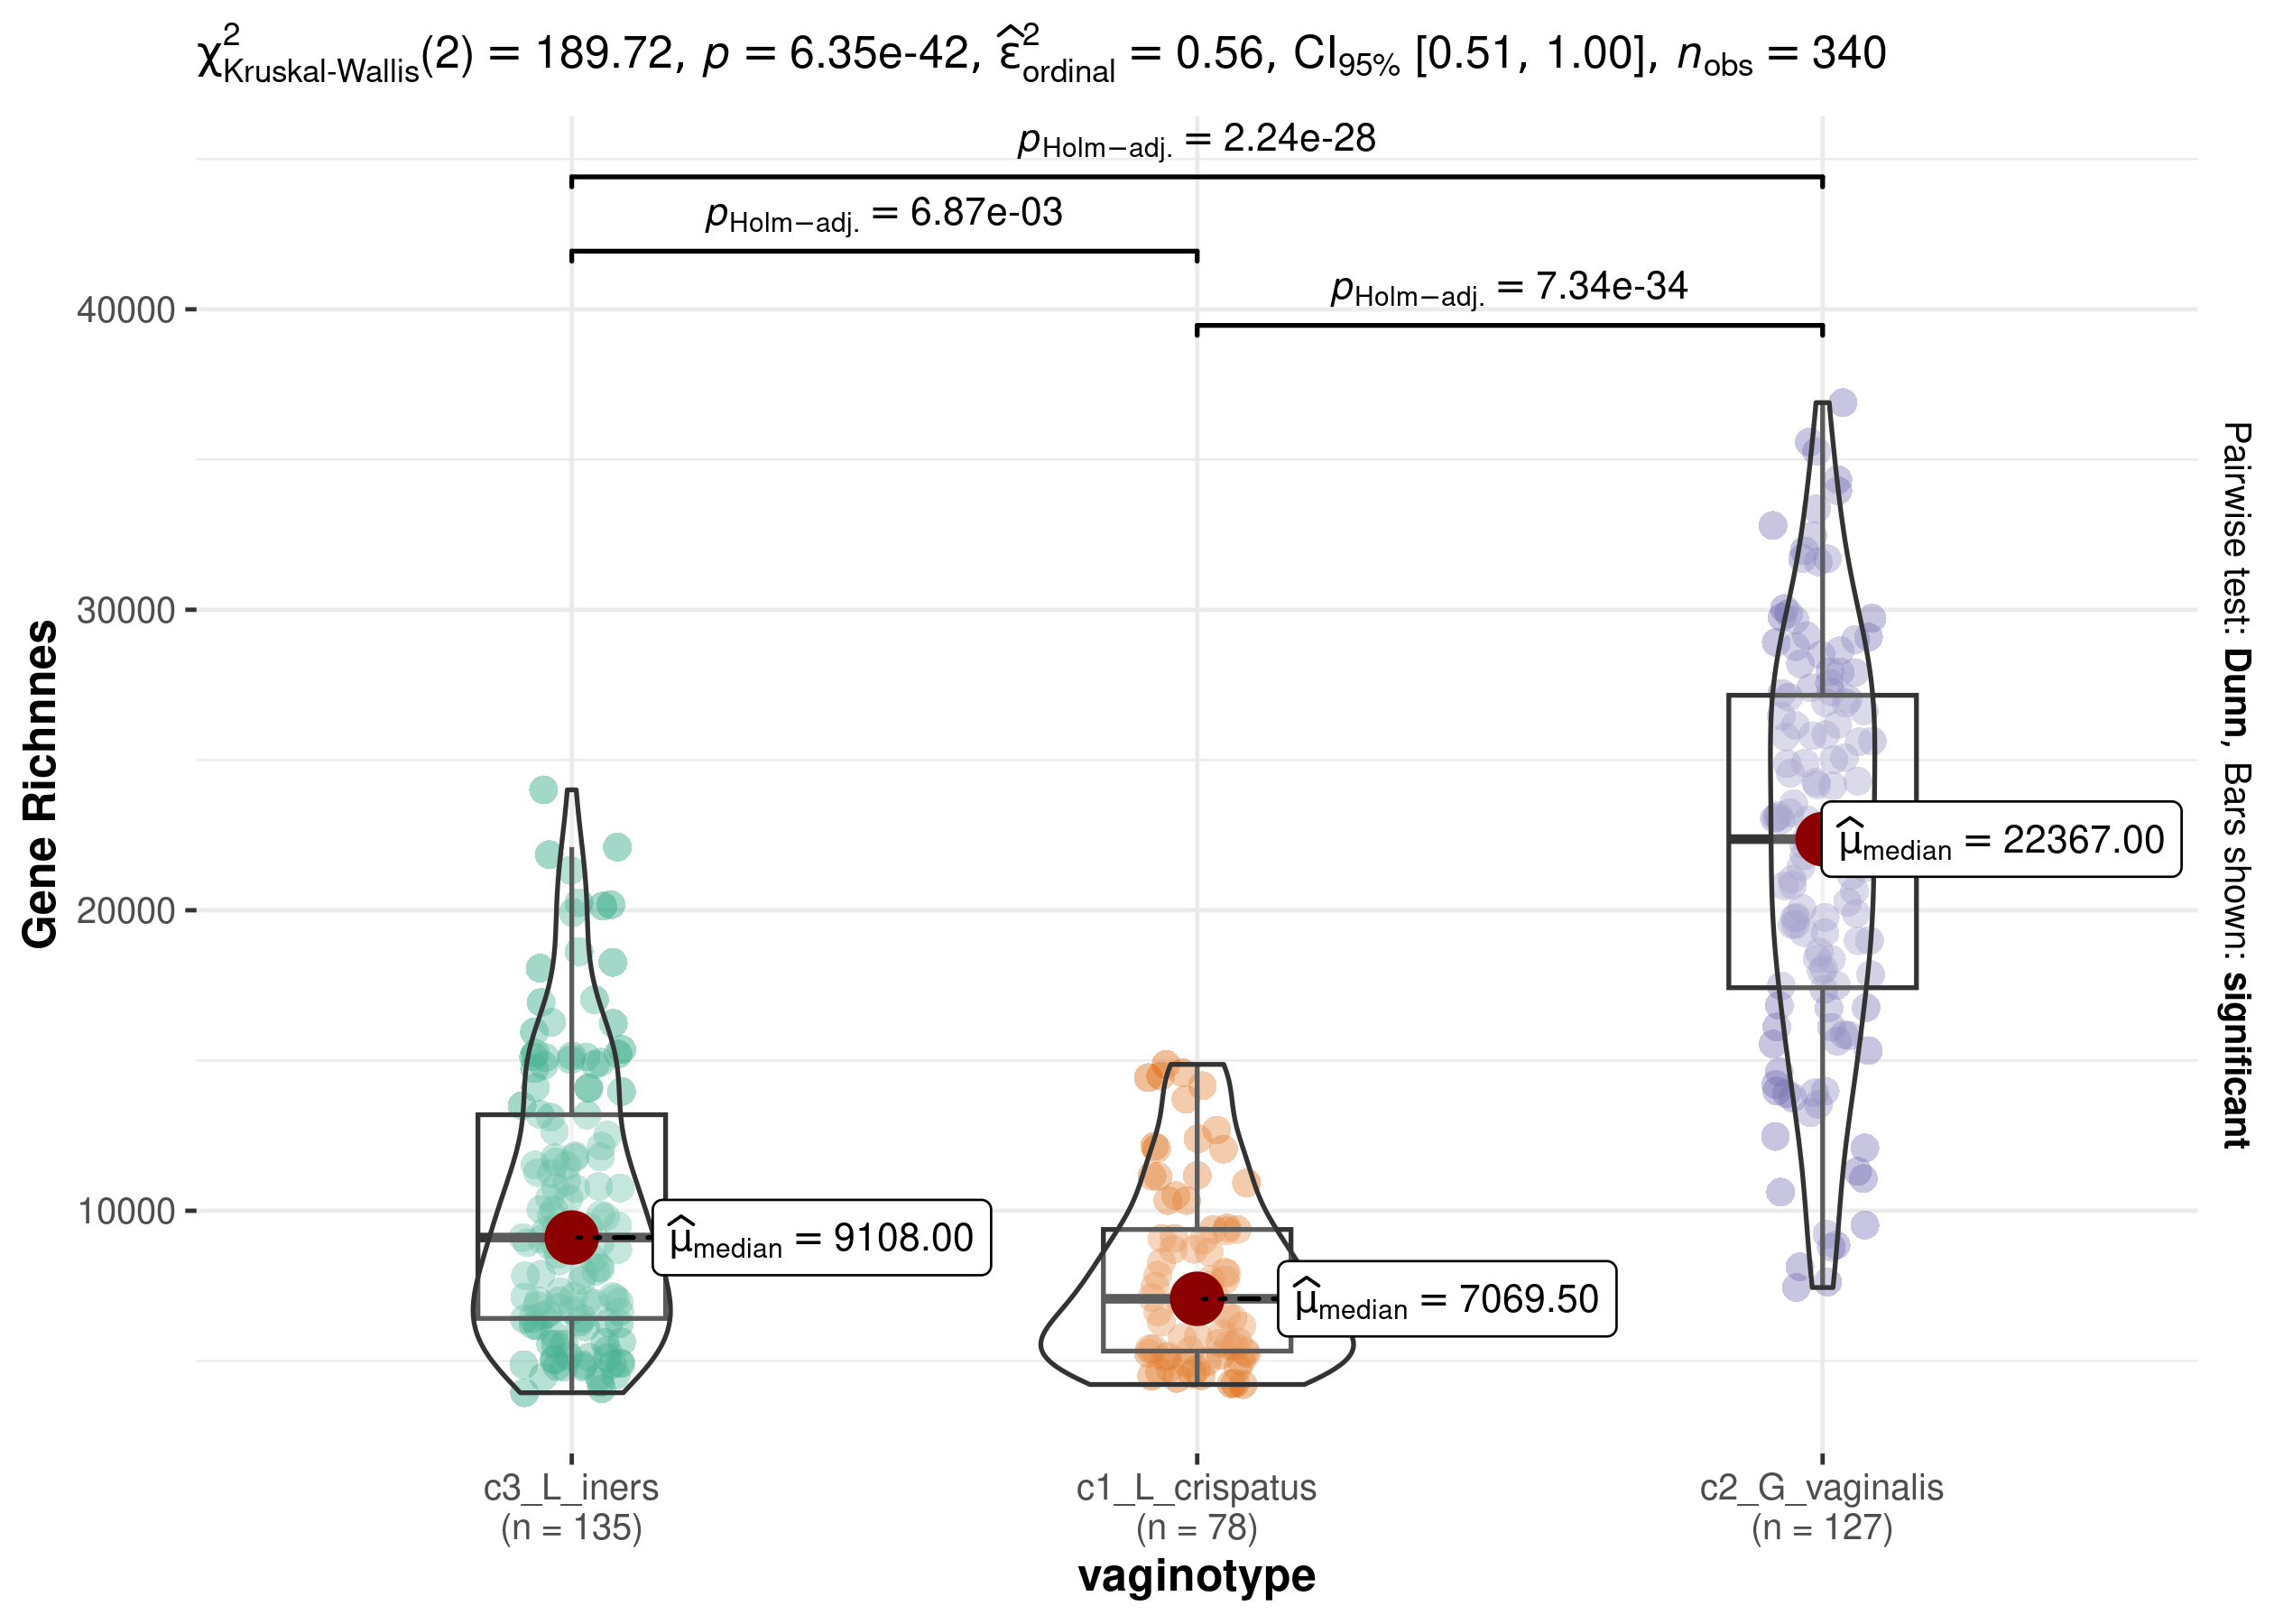 χ²Kruskal-Wallis(2) = 189.72, p = 6.35e-42, ε̂²ordinal = 0.56, CI95% [0.51, 1.00], nobs = 340
pHolm−adj. = 2.24e-28
pHolm−adj. = 6.87e-03
pHolm−adj. = 7.34e-34
40000
30000
20000
10000
Gene Richnnes
μ̂median = 22367.00
μ̂median = 9108.00
μ̂median = 7069.50
Pairwise test: Dunn, Bars shown: significant
c3_L_iners
(n = 135)
c1_L_crispatus
(n = 78)
c2_G_vaginalis
(n = 127)
vaginotype